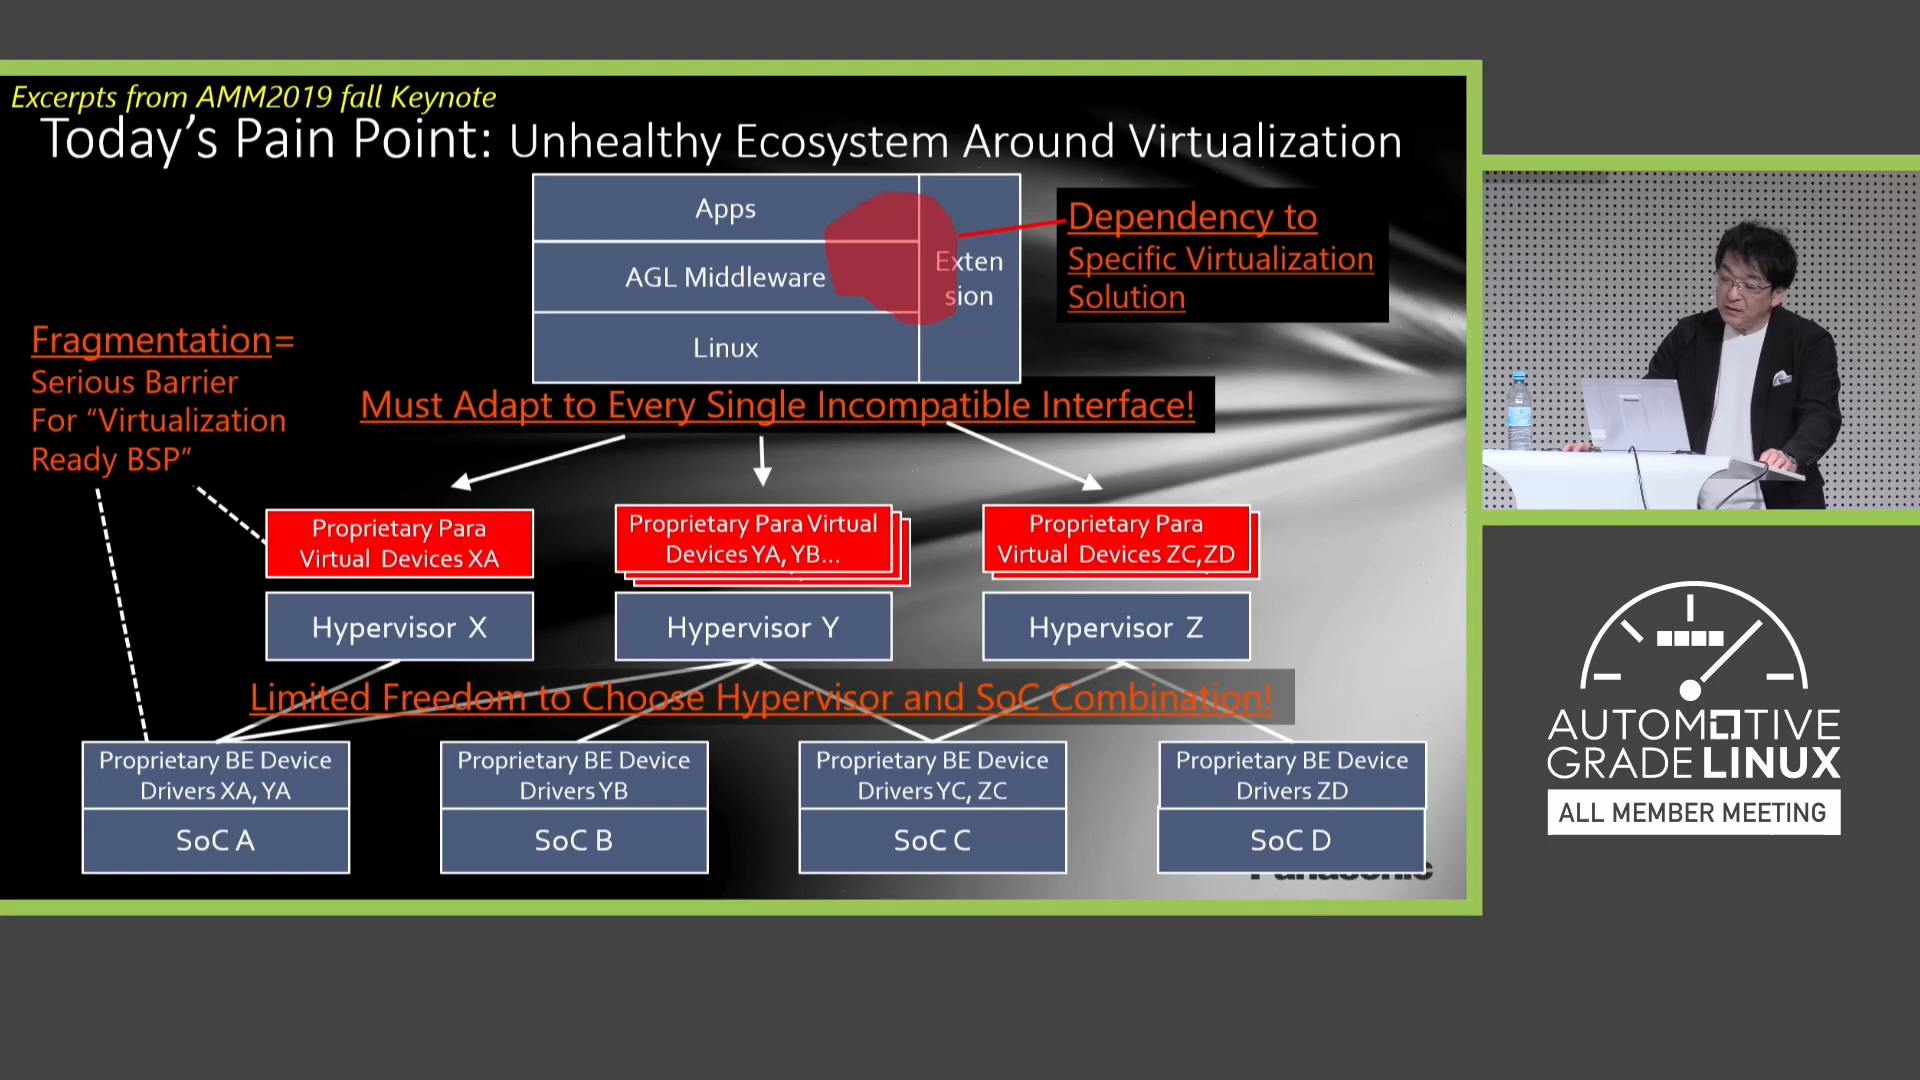 Excerpts from AMM2019 fall Keynote
Today's Pain Point: Unhealthy Ecosystem Around Virtualization
Apps
AGL Middleware
Linux
Exten
sion
Dependency to
Specific Virtualization
Solution
Fragmentation=
Serious Barrier
For “Virtualization
Ready BSP”
Must Adapt to Every Single Incompatible Interface!
Proprietary Para
Virtual Devices XA
Proprietary Para Virtual
Devices YA, YB...
Proprietary Para
Virtual Devices ZC,ZD
Hypervisor X
Hypervisor Y
Hypervisor Z
Limited Freedom to Choose Hypervisor and SoC Combination!
Proprietary BE Device
Drivers XA, YA
SoC A
Proprietary BE Device
Drivers YB
SoC B
Proprietary BE Device
Drivers YC, ZC
SoC C
Proprietary BE Device
Drivers ZD
SoC D
Panasonic
AUTOMOTIVE
GRADE LINUX
ALL MEMBER MEETING